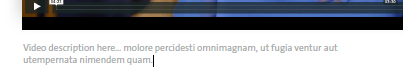 Video description here... molore percidesti omnimagnam, ut fugia ventur aut
utempernata nimendem quam.